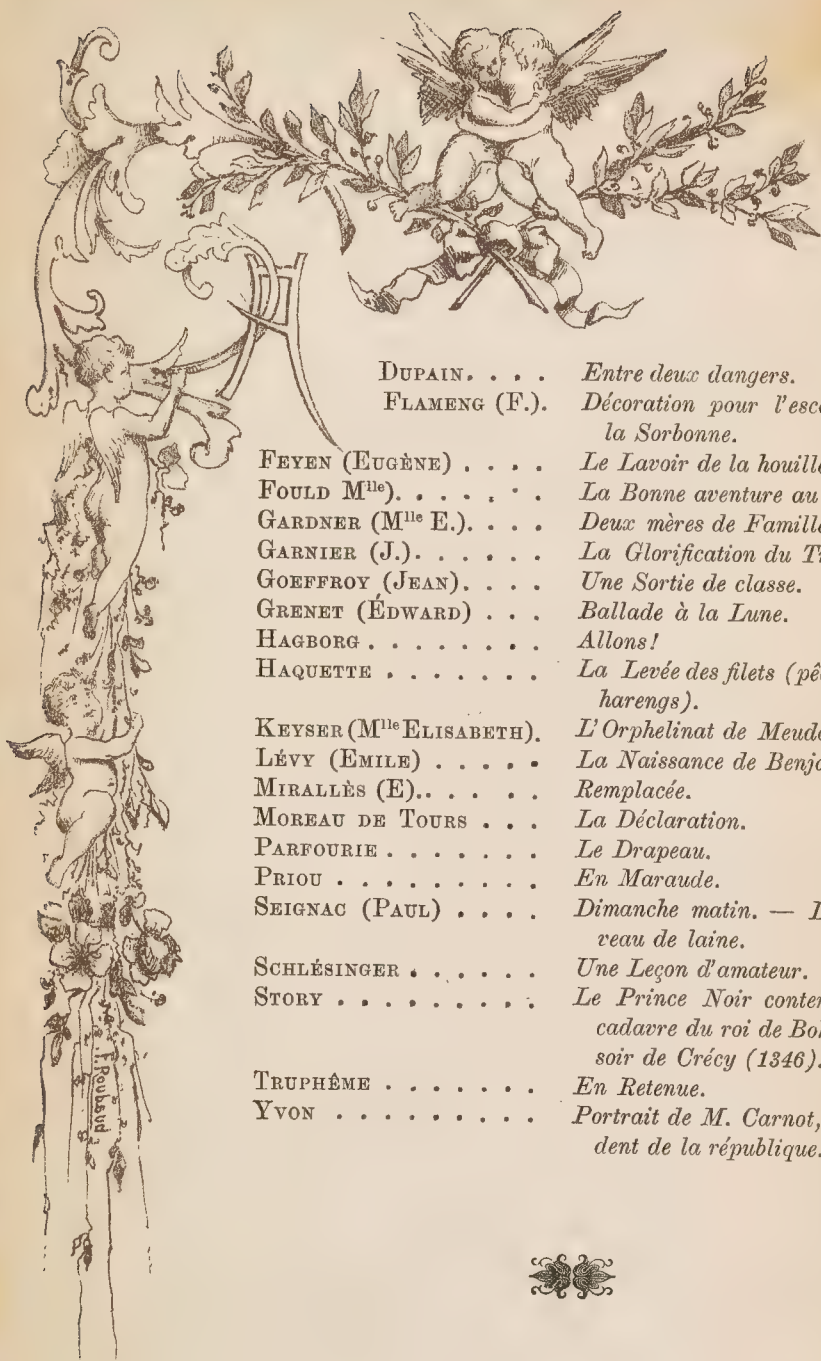 DUPAIN. . . . Entre deux dangers.
FLAMENG (F.). Décoration pour l'esc
la Sorbonne.
FEYEN (EUGÈNE) . . . . Le Lavoir de la houill
FOULD Mlle). . . . . . . La Bonne aventure au
GARDNER (Mlle E.). . . . Deux mères de Famill
GARNIER (J.). . . . . . La Glorification du T
GOEFFROY (JEAN). . . . Une Sortie de classe.
GRENET (ÉDWARD) . . . Ballade à la Lune.
HAGBORG . . . . . . . . Allons!
HAQUETTE . . . . . . . La Levée des filets (pê
harengs).
KEYSER (Mlle ELISABETH). L'Orphelinat de Meud
LÉVY (EMILE) . . . . . La Naissance de Benj
MIRALLÈS (E).. . . . . Remplacée.
MOREAU DE TOURS . . . La Déclaration.
PARFOURIE . . . . . . . Le Drapeau.
PRIOU . . . . . . . . . En Maraude.
SEIGNAC (PAUL) . . . . Dimanche matin. —
veau de laine.
SCHLÉSINGER . . . . . . Une Leçon d'amateur.
STORY . . . . . . . . . . Le Prince Noir conte
cadavre du roi de Bo
soir de Crécy (1346).
TRUPHÊME . . . . . . . En Retenue.
YVON . . . . . . . . . . Portrait de M. Carnot,
dent de la république.
F. Roubaud